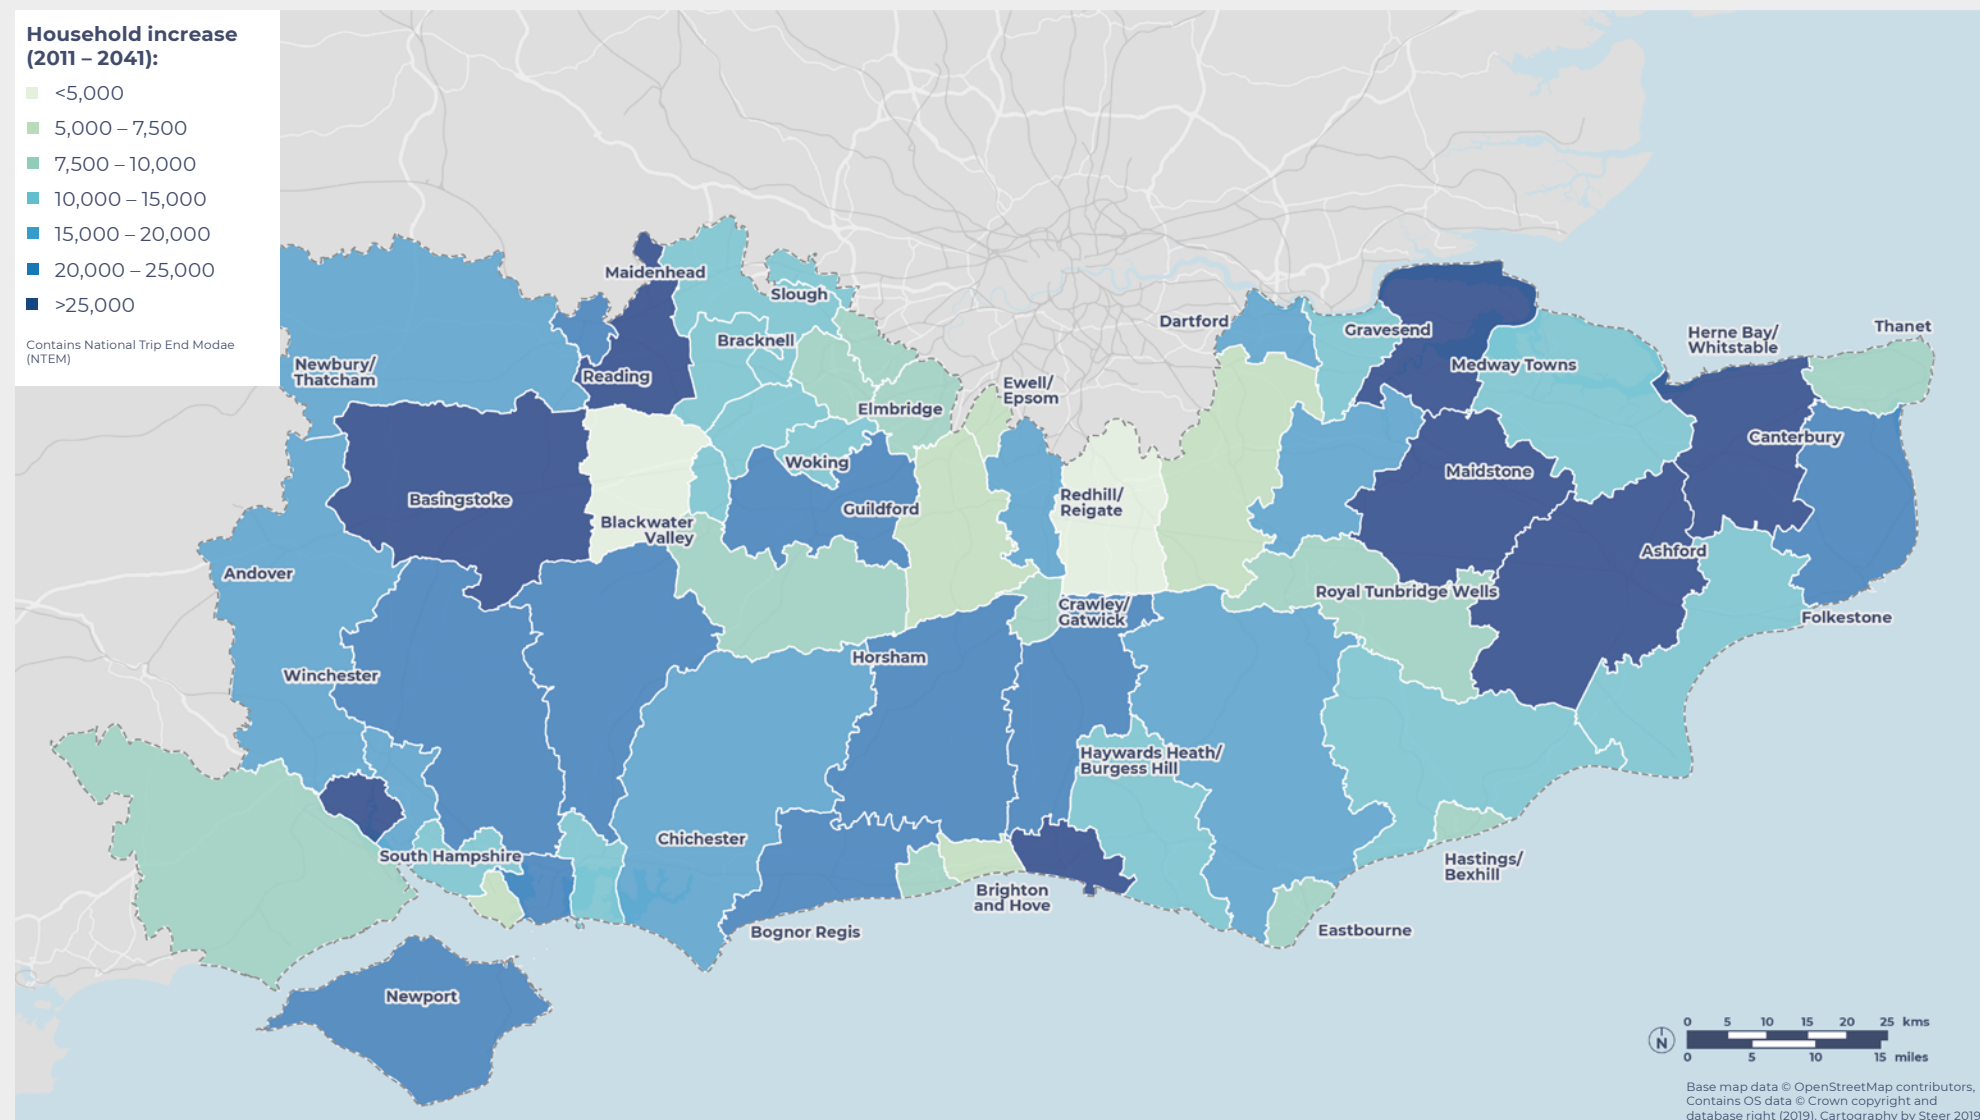 Household increase
(2011 – 2041):
<5,000
5,000 – 7,500
7,500 – 10,000
10,000 – 15,000
15,000 – 20,000
20,000 – 25,000
>25,000
Contains National Trip End Modae
(NTEM)
Maidenhead
Slough
Bracknell
Newbury/
Thatcham
Reading
Elmbridge
Ewell/
Epsom
Dartford
Gravesend
Medway Towns
Herne Bay/
Whitstable
Thanet
Canterbury
Maidstone
Basingstoke
Woking
Guildford
Blackwater
Valley
Redhill/
Reigate
Ashford
Andover
Royal Tunbridge Wells
Crawley/
Gatwick
Folkestone
Winchester
Horsham
Haywards Heath/
Burgess Hill
Chichester
South Hampshire
Hastings/
Bexhill
Brighton
and Hove
Bognor Regis
Eastbourne
Newport
0 5 10 15 20 25 kms
N
0 5 10 15 miles
Base map data © OpenStreetMap contributors,
Contains OS data © Crown copyright and
database right (2019). Cartography by Steer 2019